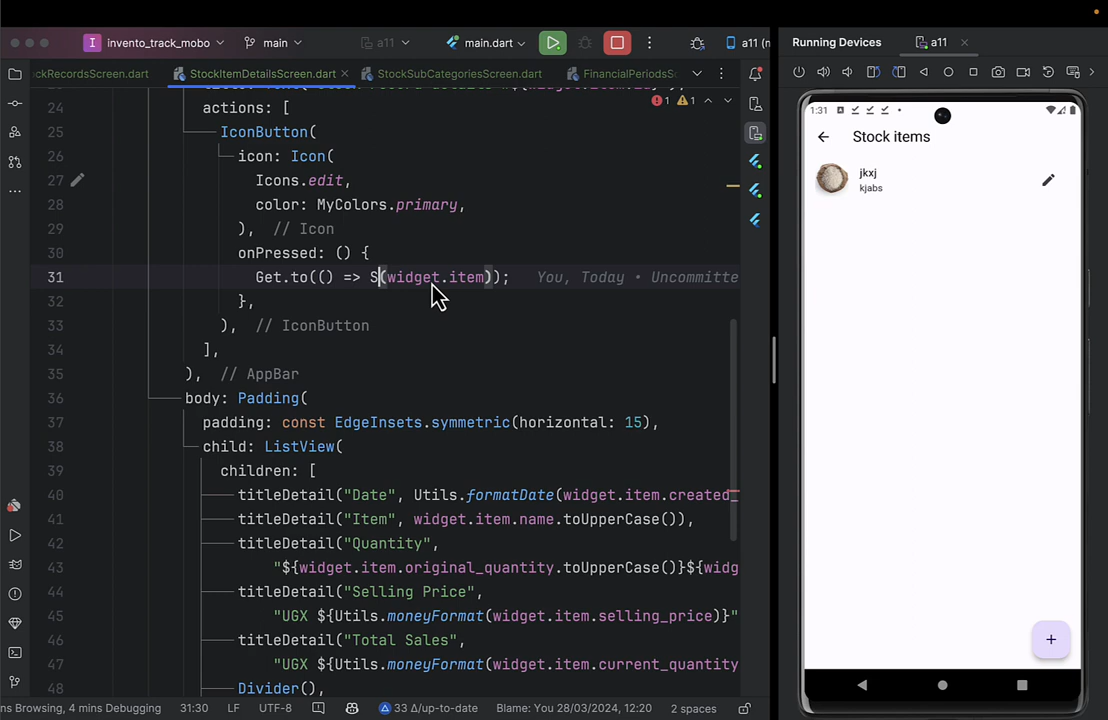 invento_track_mobo
main
a11
main.dart
a11 (n
Running Devices
a11
ckRecordsScreen.dart
StockItemDetailsScreen.dart
StockSubCategoriesScreen.dart
FinancialPeriodsSc
1
1
24 actions: [
25 IconButton(
26 icon: Icon(
27 Icons.edit,
28 color: MyColors.primary,
29 ), // Icon
30 onPressed: () {
31 Get.to(() => S(widget.item)); You, Today • Uncommitte
32 },
33 ), // IconButton
34 ],
35 ), // AppBar
36 body: Padding(
37 padding: const EdgeInsets.symmetric(horizontal: 15),
38 child: ListView(
39 children: [
40 titleDetail("Date", Utils.formatDate(widget.item.created_
41 titleDetail("Item", widget.item.name.toUpperCase()),
42 titleDetail("Quantity",
43 "${widget.item.original_quantity.toUpperCase()}${widg
44 titleDetail("Selling Price",
45 "UGX ${Utils.moneyFormat(widget.item.selling_price)}"
46 titleDetail("Total Sales",
47 "UGX ${Utils.moneyFormat(widget.item.current_quantity
48 Divider(),
1:31
Stock items
jkxj
kjabs
+
ns Browsing, 4 mins Debugging
31:30
LF
UTF-8
33 Δ/up-to-date
Blame: You 28/03/2024, 12:20
2 spaces